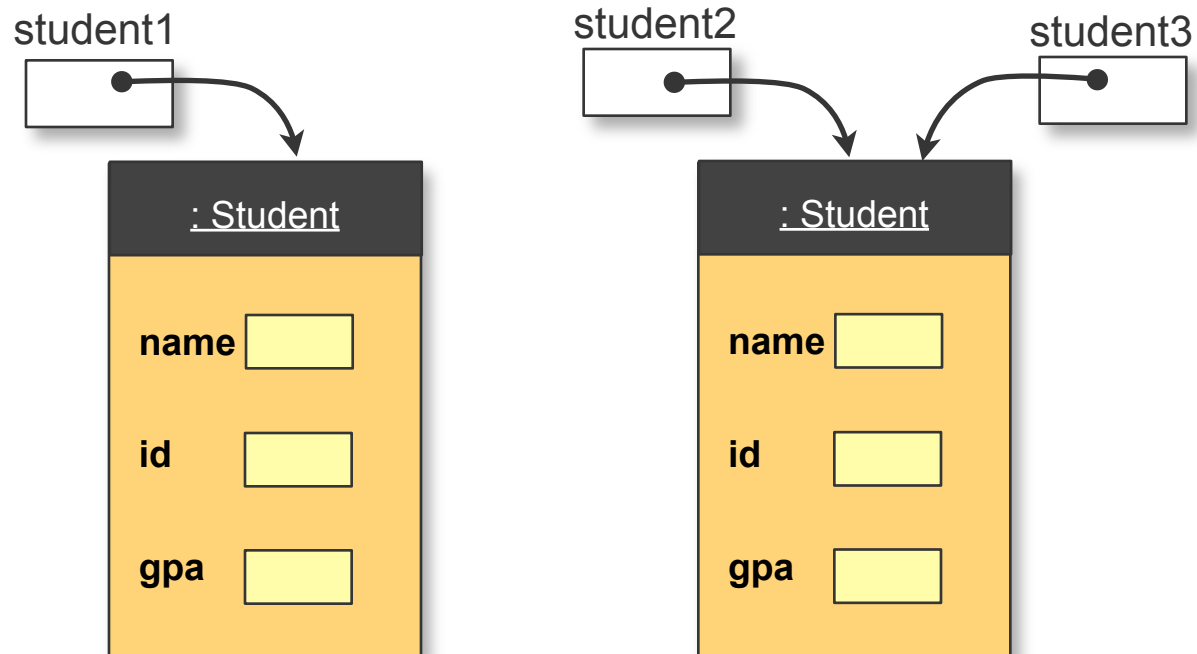 student1
student2
student3
: Student
name
id
gpa
: Student
name
id
gpa